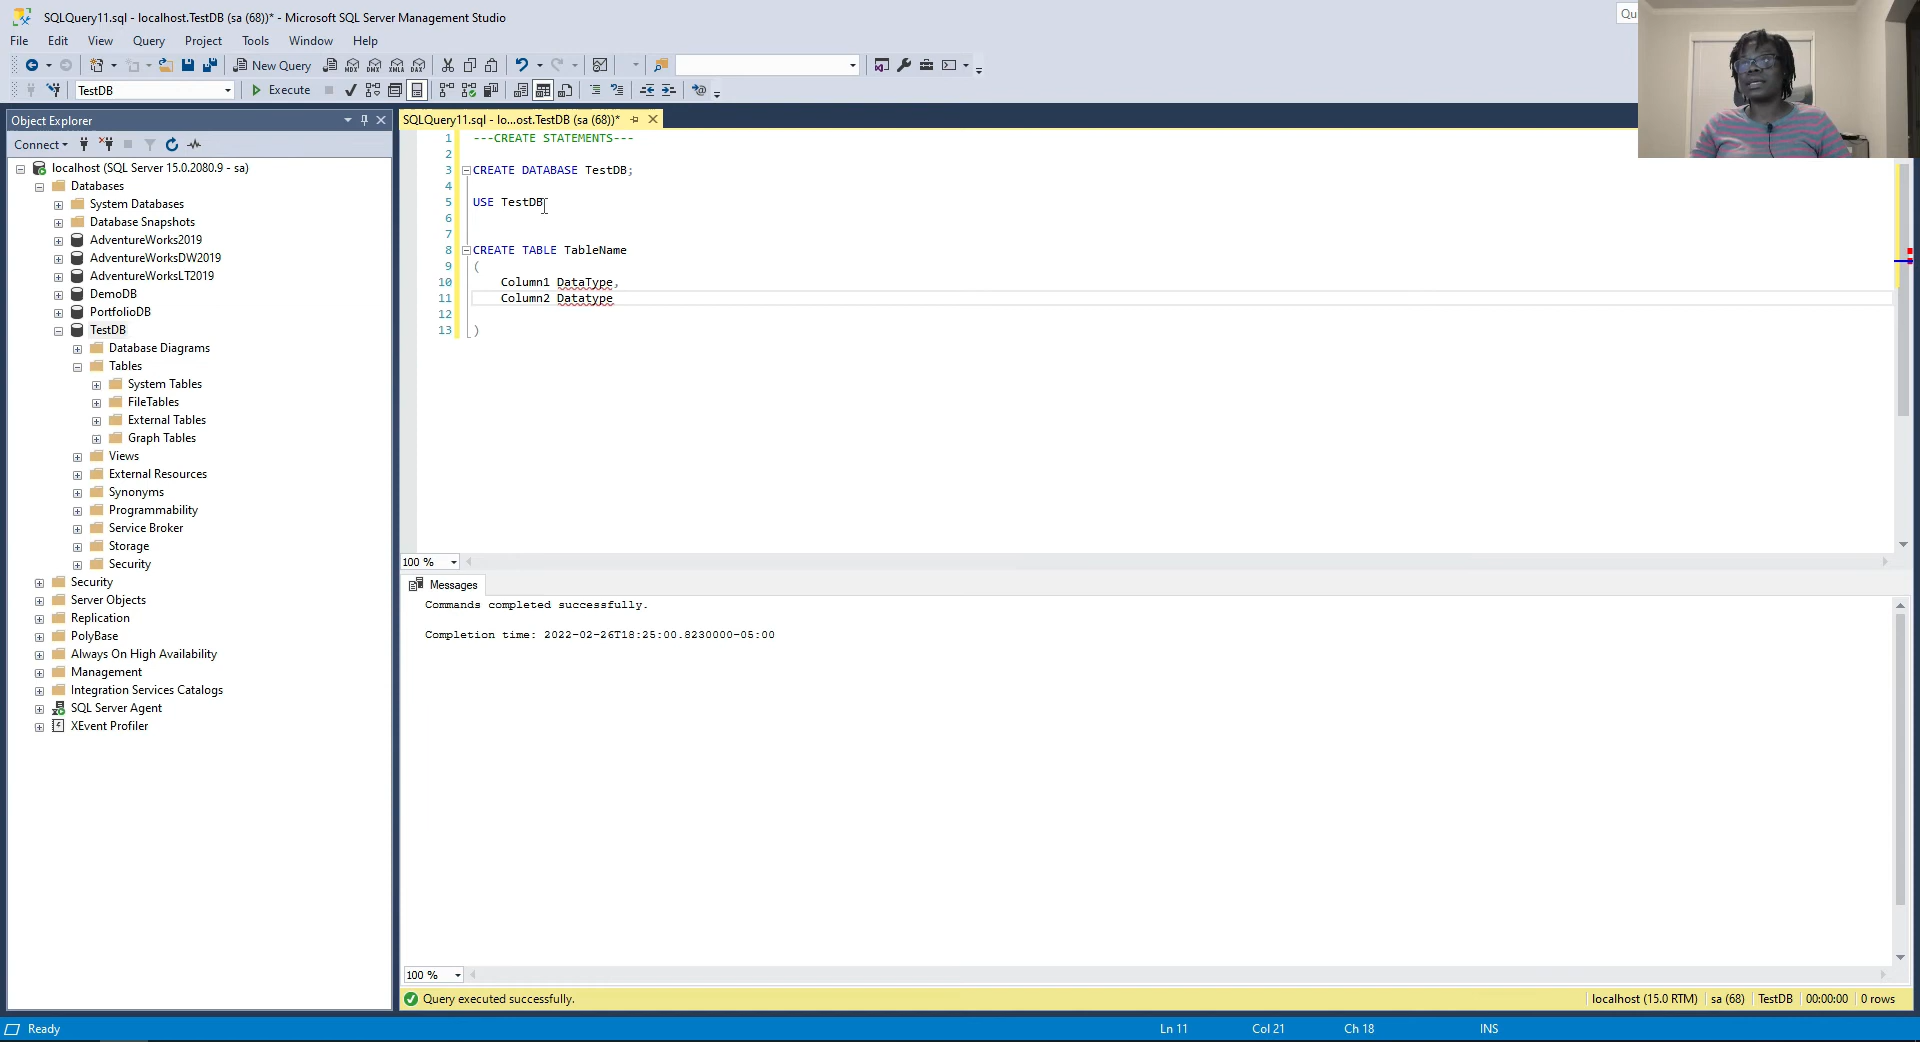 SQLQuery11.sql - localhost.TestDB (sa (68))* - Microsoft SQL Server Management Studio
Qu
File Edit View Query Project Tools Window Help
New Query
MDX DMX XMLA DAX
TestDB
Execute
Object Explorer
SQLQuery11.sql - lo...ost.TestDB (sa (68))*
Connect
localhost (SQL Server 15.0.2080.9 - sa)
Databases
System Databases
Database Snapshots
AdventureWorks2019
AdventureWorksDW2019
AdventureWorksLT2019
DemoDB
PortfolioDB
TestDB
Database Diagrams
Tables
System Tables
FileTables
External Tables
Graph Tables
Views
External Resources
Synonyms
Programmability
Service Broker
Storage
Security
Security
Server Objects
Replication
PolyBase
Always On High Availability
Management
Integration Services Catalogs
SQL Server Agent
XEvent Profiler
1 ---CREATE STATEMENTS---
2
3 CREATE DATABASE TestDB;
4
5 USE TestDB
6
7
8 CREATE TABLE TableName
9 (
10 Column1 DataType,
11 Column2 Datatype
12
13 )
100 %
Messages
Commands completed successfully.
Completion time: 2022-02-26T18:25:00.8230000-05:00
100 %
Query executed successfully.
localhost (15.0 RTM) sa (68) TestDB 00:00:00 0 rows
Ready
Ln 11 Col 21 Ch 18 INS